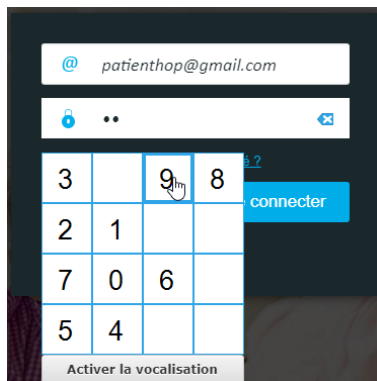 @ patienthop@gmail.com
••
é ?
3 9 8
connecter
2 1
7 0 6
5 4
Activer la vocalisation